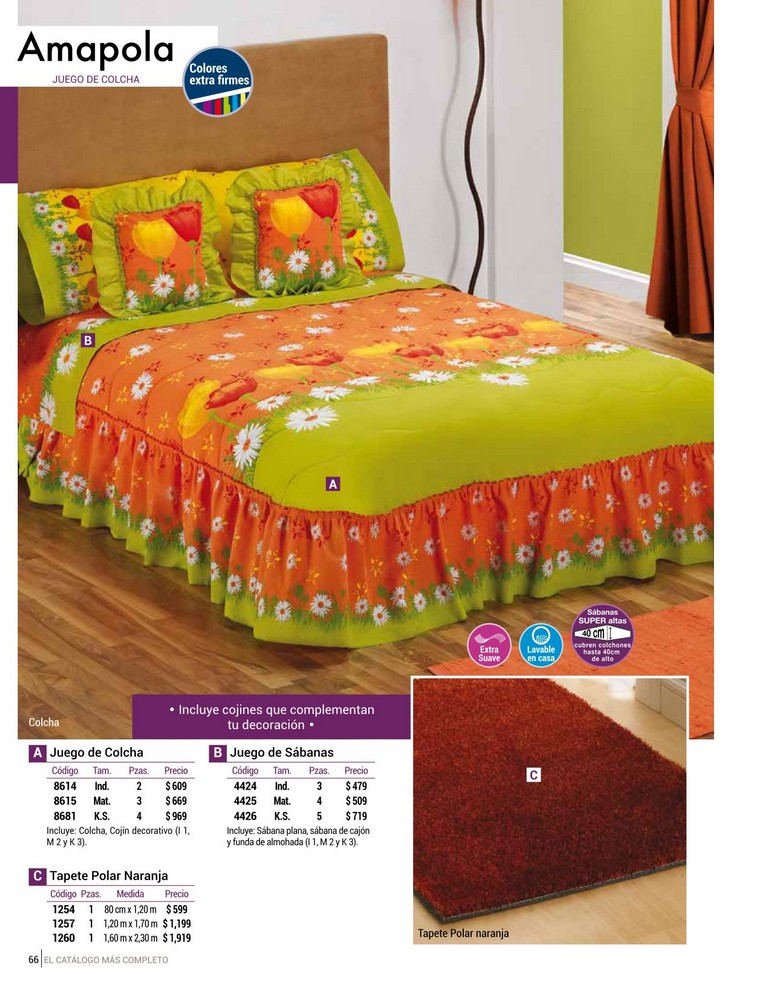 Amapola
JUEGO DE COLCHA
Colores
extra firmes
B
A
Extra
Suave
Lavable
en casa
Sábanas
SUPER altas
40 cm
cubren colchones
hasta 40cm
de alto
Colcha
• Incluye cojines que complementan
tu decoración •
C
Tapete Polar naranja
A Juego de Colcha
Código Tam. Pzas. Precio
8614 Ind. 2 $ 609
8615 Mat. 3 $ 669
8681 K.S. 4 $ 969
Incluye: Colcha, Cojín decorativo (I 1,
M 2 y K 3).
B Juego de Sábanas
Código Tam. Pzas. Precio
4424 Ind. 3 $ 479
4425 Mat. 4 $ 509
4426 K.S. 5 $ 719
Incluye: Sábana plana, sábana de cajón
y funda de almohada (I 1, M 2 y K 3).
C Tapete Polar Naranja
Código Pzas. Medida Precio
1254 1 80 cm x 1,20 m $ 599
1257 1 1,20 m x 1,70 m $ 1,199
1260 1 1,60 m x 2,30 m $ 1,919
66 EL CATÁLOGO MÁS COMPLETO